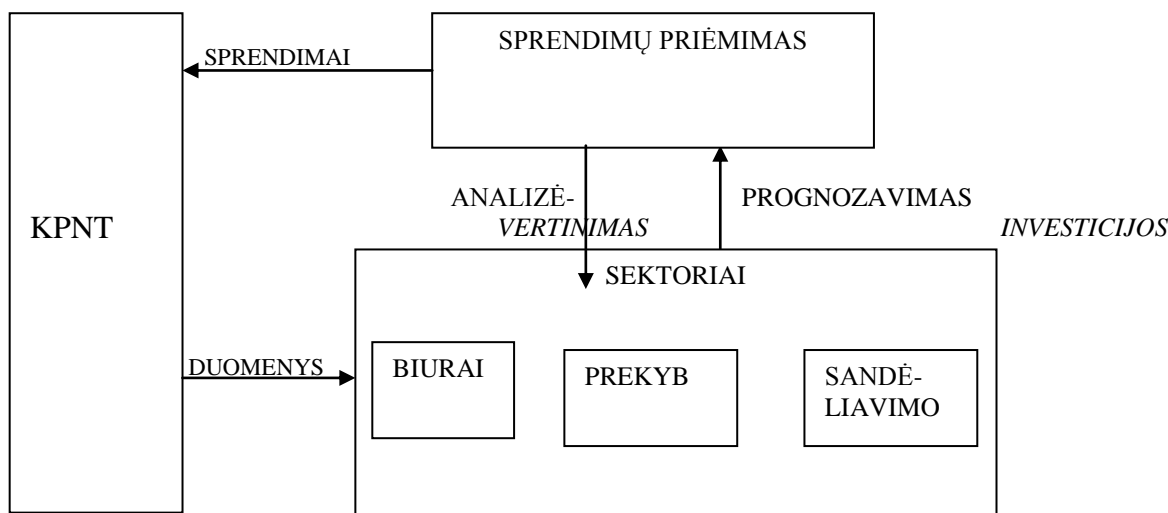 SPRENDIMŲ PRIĖMIMAS
SPRENDIMAI
ANALIZĖ-
VERTINIMAS
PROGNOZAVIMAS
INVESTICIJOS
KPNT
SEKTORIAI
DUOMENYS
BIURAI
PREKYB
SANDĖ-
LIAVIMO